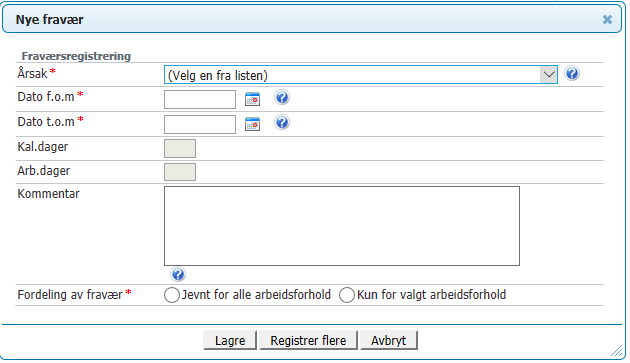 Nye fravær
Fraværsregistrering
Årsak *
(Velg en fra listen)
Dato f.o.m *
Dato t.o.m *
Kal.dager
Arb.dager
Kommentar
Fordeling av fravær * Jevnt for alle arbeidsforhold Kun for valgt arbeidsforhold
Lagre Registrer flere Avbryt